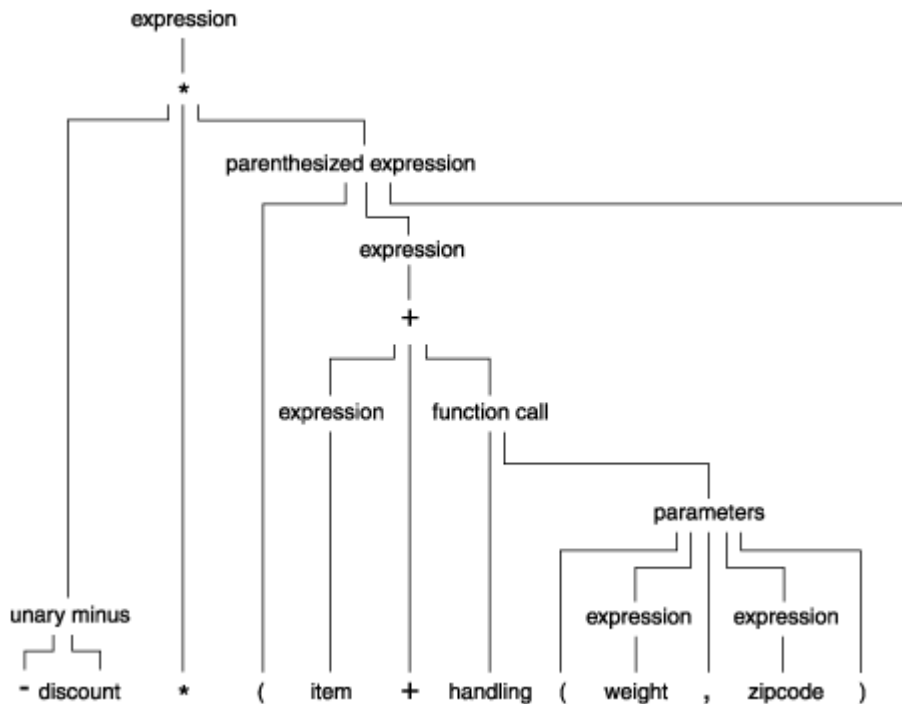 expression
*
parenthesized expression
expression
+
expression function call
parameters
unary minus expression expression
- discount * ( item + handling ( weight , zipcode )